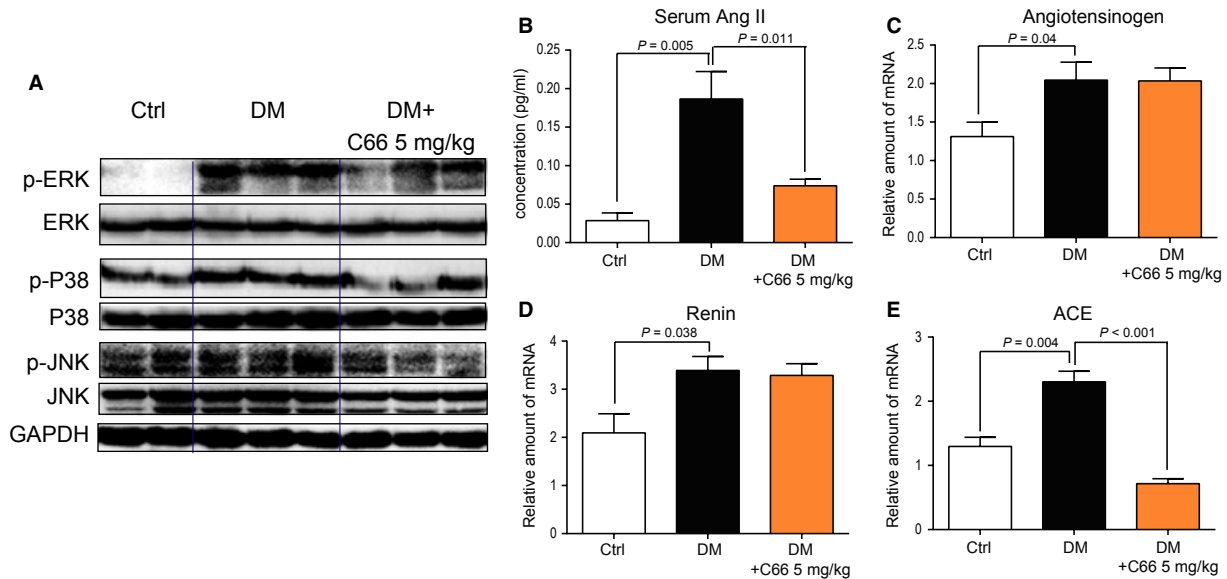 A
Ctrl DM DM+
C66 5 mg/kg
p-ERK
ERK
p-P38
P38
p-JNK
JNK
GAPDH
B
Serum Ang II
P = 0.005 P = 0.011
concentration (pg/ml)
0.25
0.20
0.15
0.10
0.05
0.00
Ctrl DM DM
+C66 5 mg/kg
C
Angiotensinogen
P = 0.04
Relative amount of mRNA
2.5
2.0
1.5
1.0
0.5
0.0
Ctrl DM DM
+C66 5 mg/kg
D
Renin
P = 0.038
Relative amount of mRNA
4
3
2
1
0
Ctrl DM DM
+C66 5 mg/kg
E
ACE
P = 0.004 P < 0.001
Relative amount of mRNA
3
2
1
0
Ctrl DM DM
+C66 5 mg/kg